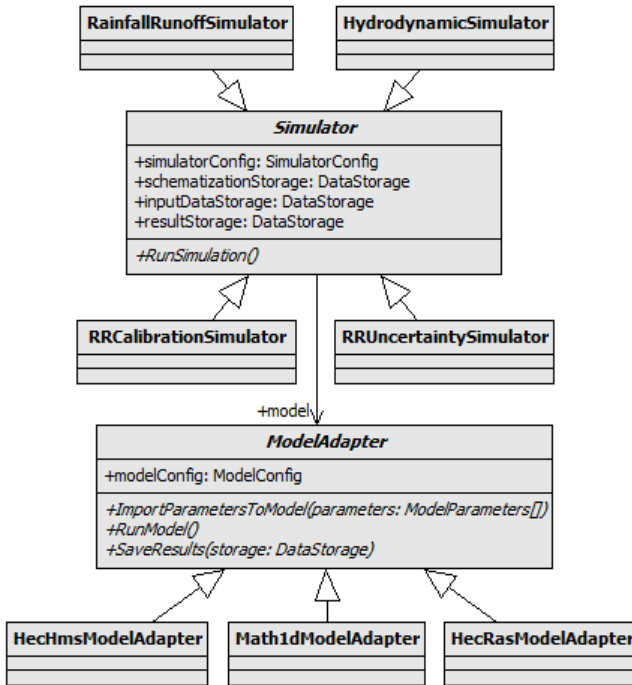 RainfallRunoffSimulator
HydrodynamicSimulator
Simulator
+simulatorConfig: SimulatorConfig
+schematizationStorage: DataStorage
+inputDataStorage: DataStorage
+resultStorage: DataStorage
+RunSimulation()
RRCalibrationSimulator
RRUncertaintySimulator
+model
ModelAdapter
+modelConfig: ModelConfig
+ImportParametersToModel(parameters: ModelParameters[])
+RunModel()
+SaveResults(storage: DataStorage)
HecHmsModelAdapter
Math1dModelAdapter
HecRasModelAdapter